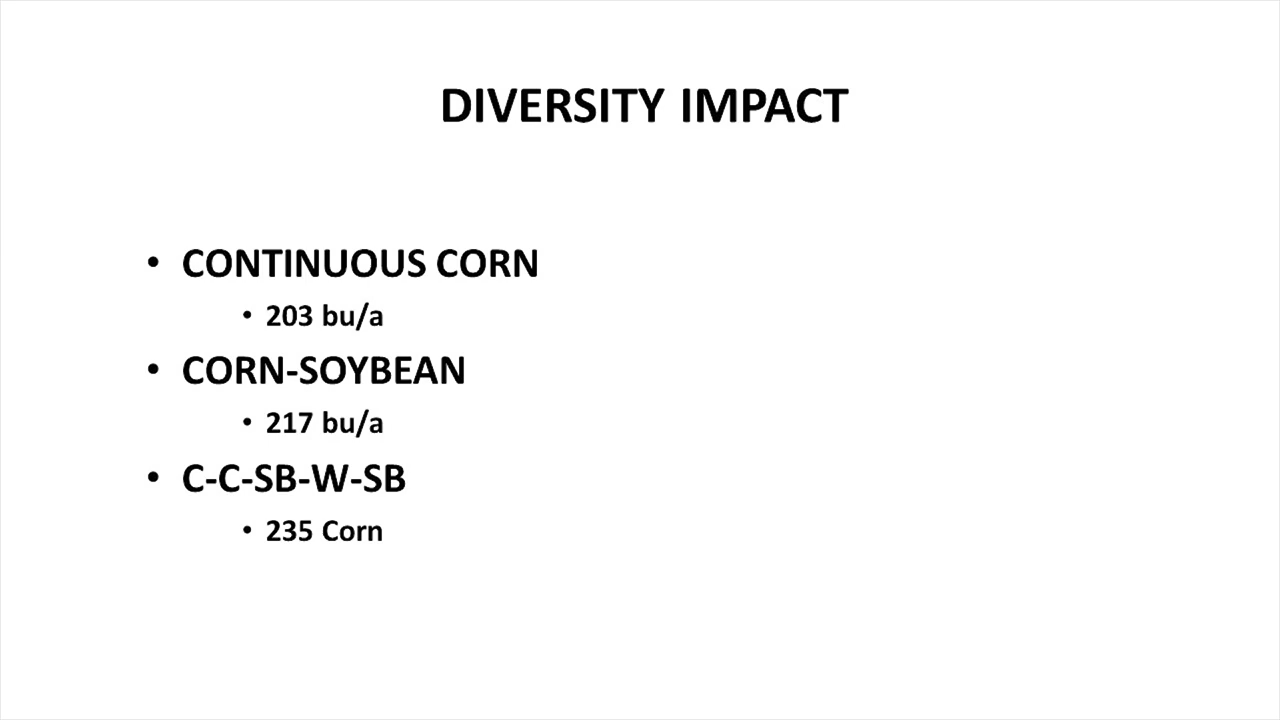 DIVERSITY IMPACT
• CONTINUOUS CORN
• 203 bu/a
• CORN-SOYBEAN
• 217 bu/a
• C-C-SB-W-SB
• 235 Corn